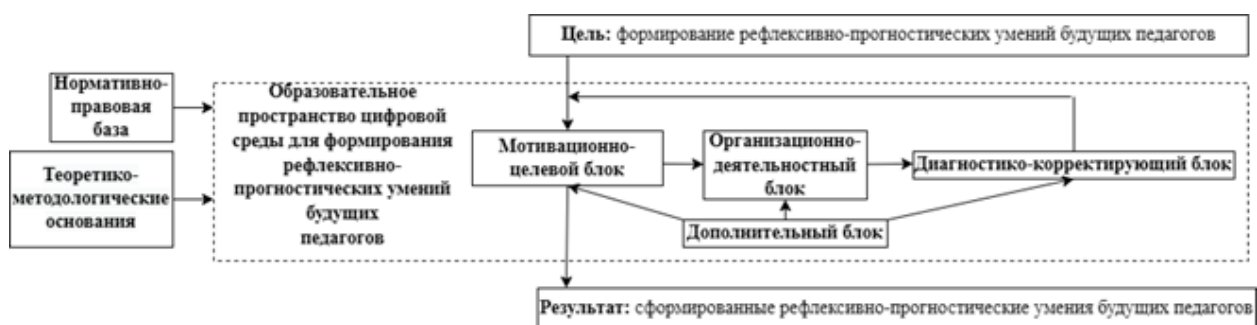 Цель: формирование рефлексивно-прогностических умений будущих педагогов
Нормативно-
правовая
база
Теоретико-
методологические
основания
Образовательное
пространство цифровой
среды для формирования
рефлексивно-
прогностических умений
будущих
педагогов
Мотивационно-
целевой блок
Организационно-
деятельностный
блок
Диагностико-корректирующий блок
Дополнительный блок
Результат: сформированные рефлексивно-прогностические умения будущих педагогов